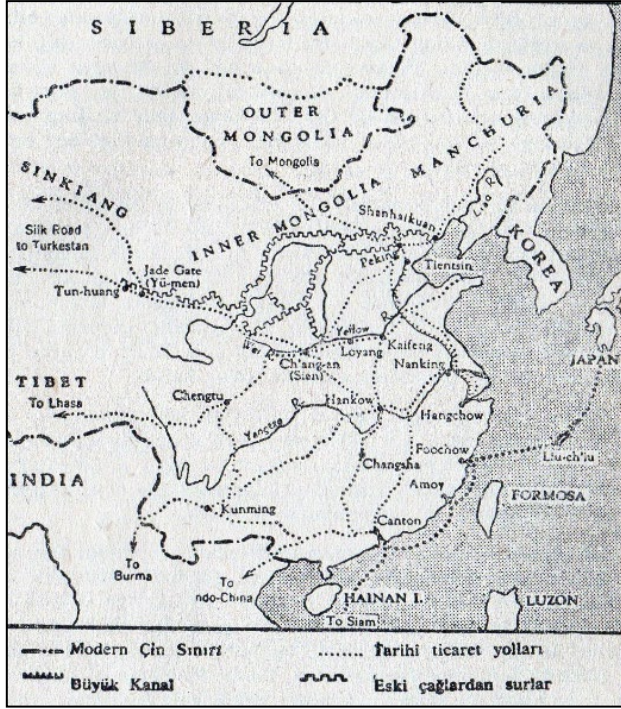 SIBERIA
OUTER
MONGOLIA
To Mongolia
MANCHURIA
SINKIANG
INNER MONGOLIA
Shanhaikuan
Liao R.
KOREA
Silk Road
to Turkestan
Jade Gate
(Yü-men)
Peking
Tientsin
Tun-huang
Yellow R.
Wei R.
Loyang
Kaifeng
JAPAN
Ch'ang-an
(Sian)
Nanking
TIBET
To Lhasa
Chengtu
Hankow
Hangchow
Yangtze R.
Foochow
Liu-ch'iu
Changsha
INDIA
Amoy
FORMOSA
Kunming
Canton
To
Burma
To
ndo-China
HAINAN I.
LUZON
To Siam
Modern Çin Sınırı
Tarihi ticaret yolları
Büyük Kanal
Eski çağlardan surlar